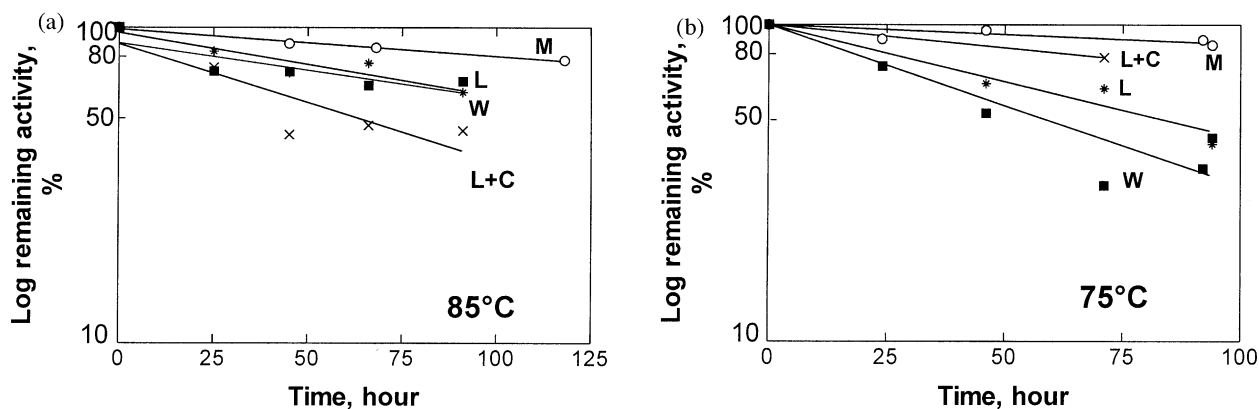 (a)
Log remaining activity,
%
100
80
50
10
M
L
W
L+C
85°C
0 25 50 75 100 125
Time, hour
(b)
Log remaining activity,
%
100
80
50
10
M
L+C
L
W
75°C
0 25 50 75 100
Time, hour